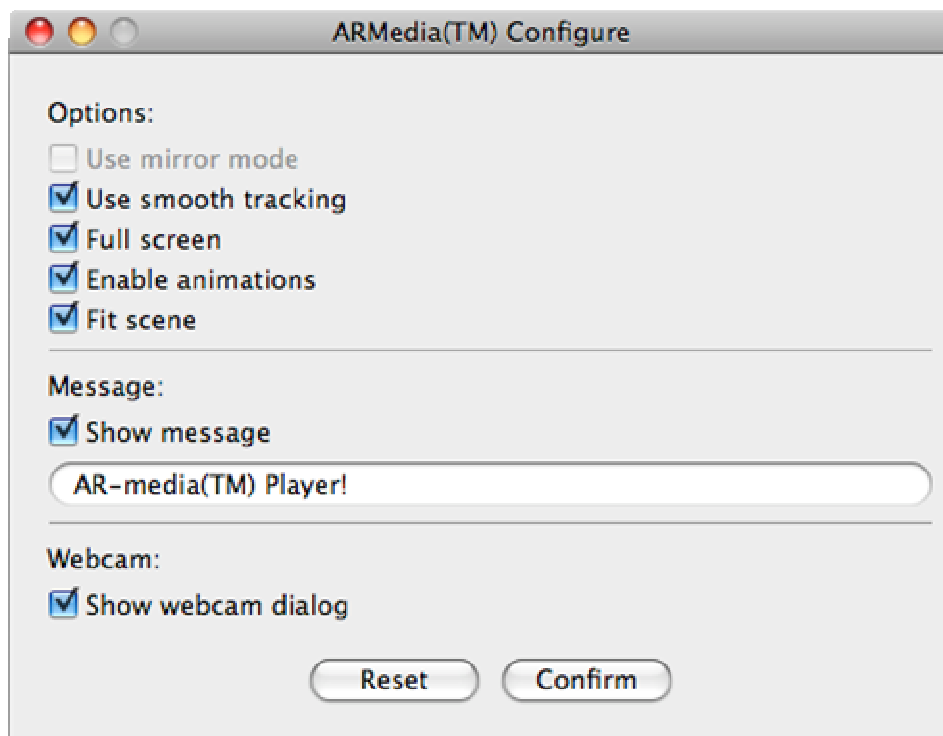 ARMedia(TM) Configure
Options:
Use mirror mode
Use smooth tracking
Full screen
Enable animations
Fit scene
Message:
Show message
AR-media(TM) Player!
Webcam:
Show webcam dialog
Reset Confirm